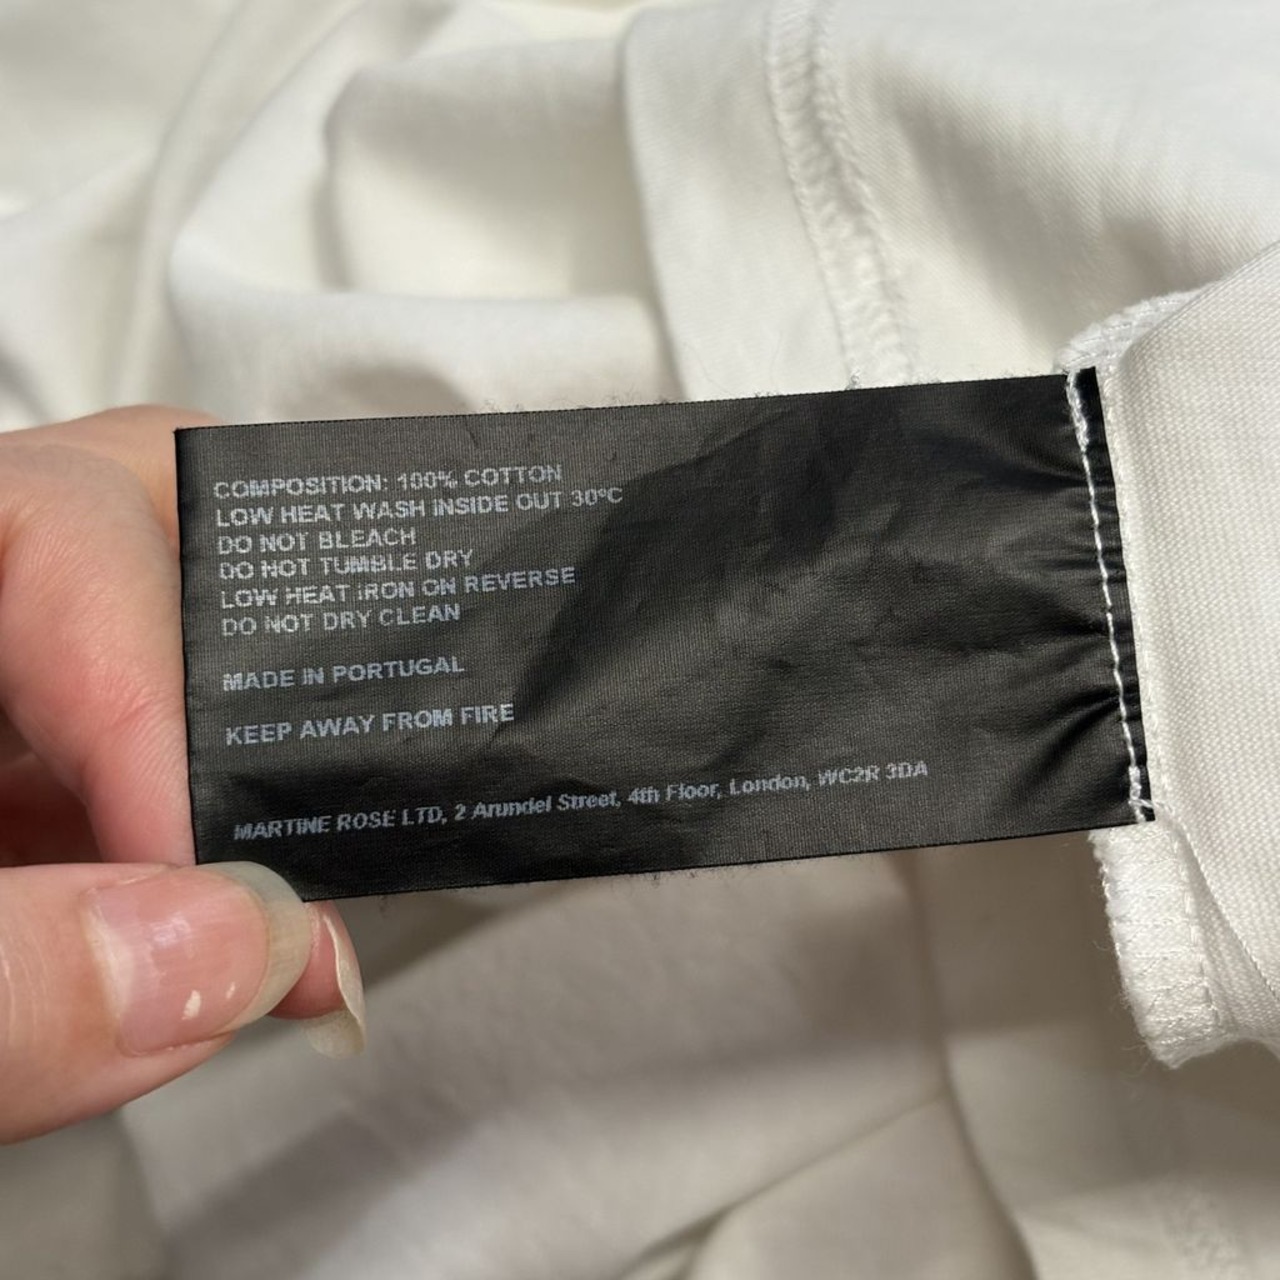 COMPOSITION: 100% COTTON
LOW HEAT WASH INSIDE OUT 30ºC
DO NOT BLEACH
DO NOT TUMBLE DRY
LOW HEAT IRON ON REVERSE
DO NOT DRY CLEAN
MADE IN PORTUGAL
KEEP AWAY FROM FIRE
MARTINE ROSE LTD, 2 Arundel Street, 4th Floor, London, WC2R 3DA